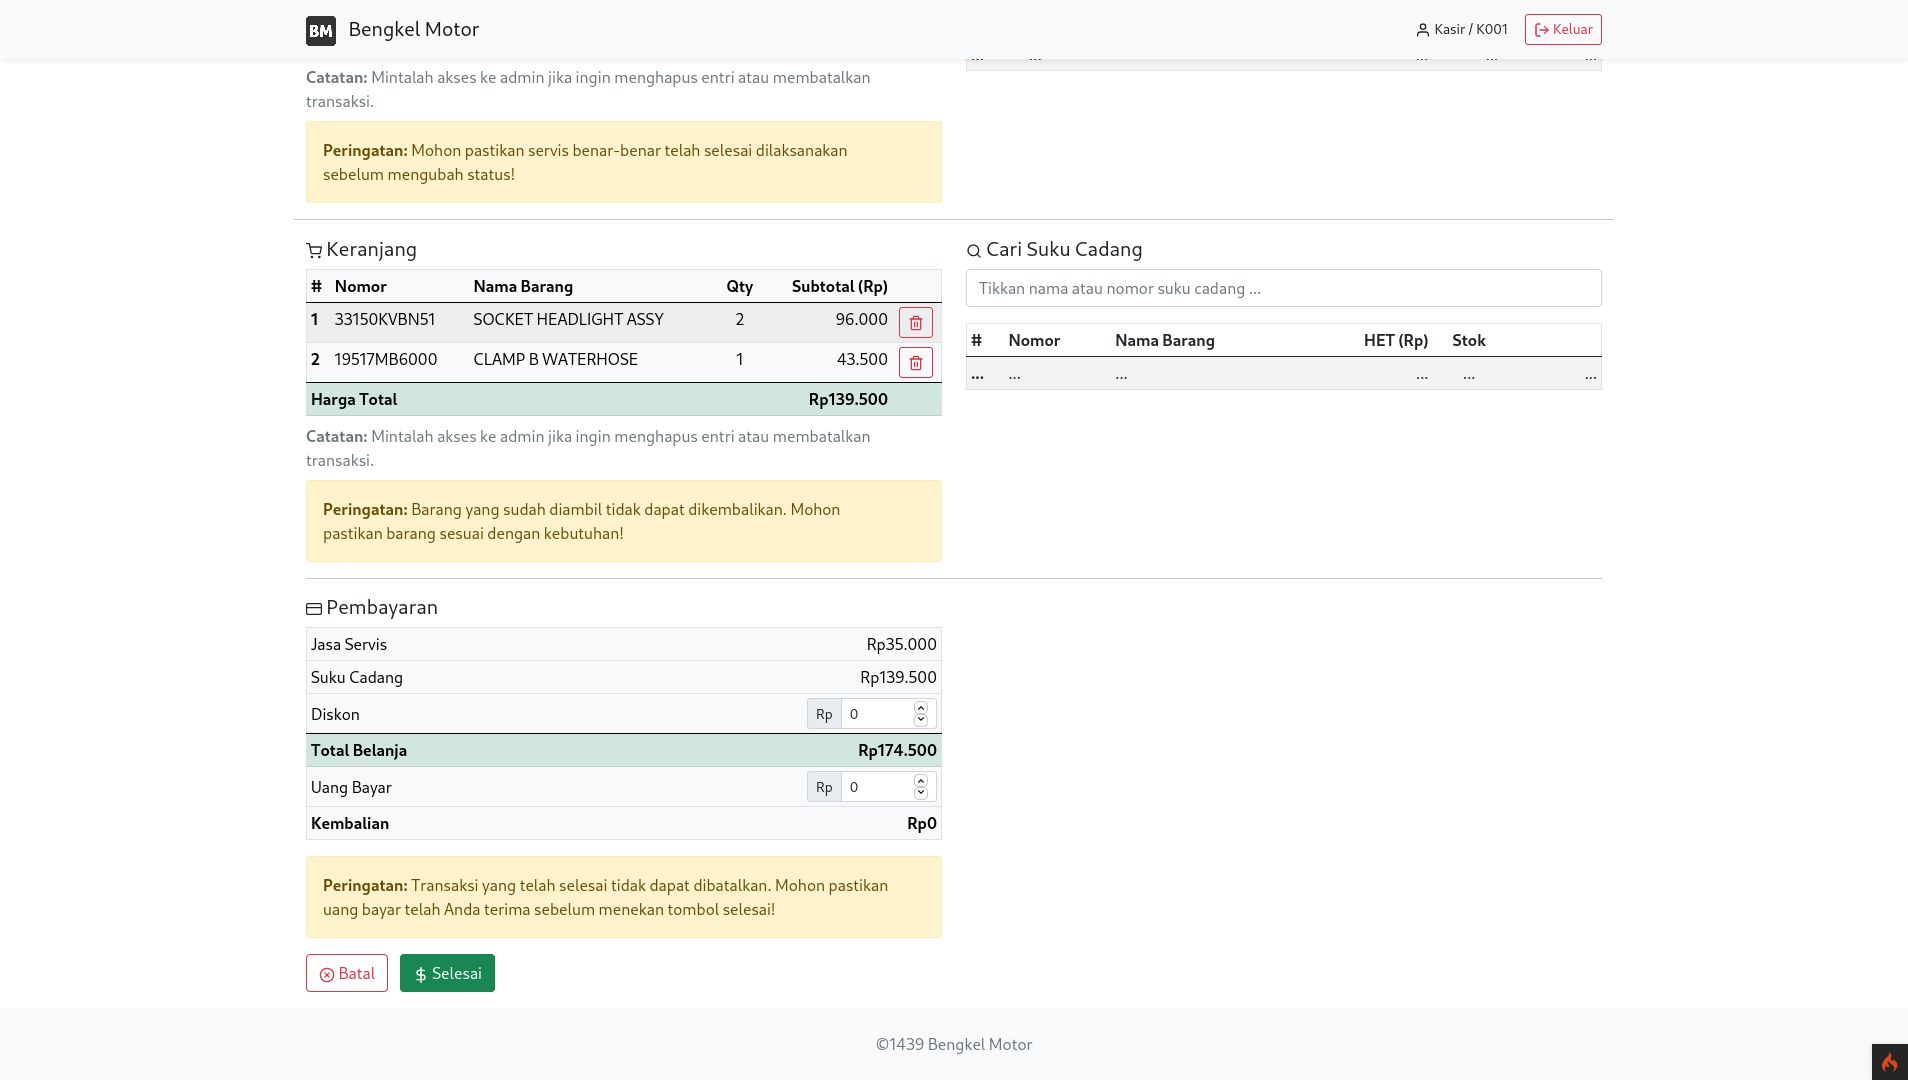 BM Bengkel Motor
Kasir / K001
Keluar
Catatan: Mintalah akses ke admin jika ingin menghapus entri atau membatalkan
transaksi.
... ... ... ... ...
Peringatan: Mohon pastikan servis benar-benar telah selesai dilaksanakan
sebelum mengubah status!
Keranjang
# Nomor Nama Barang Qty Subtotal (Rp)
1 33150KVBN51 SOCKET HEADLIGHT ASSY 2 96.000
2 19517MB6000 CLAMP B WATERHOSE 1 43.500
Harga Total Rp139.500
Catatan: Mintalah akses ke admin jika ingin menghapus entri atau membatalkan
transaksi.
Peringatan: Barang yang sudah diambil tidak dapat dikembalikan. Mohon
pastikan barang sesuai dengan kebutuhan!
Cari Suku Cadang
Tikkan nama atau nomor suku cadang ...
# Nomor Nama Barang HET (Rp) Stok
... ... ... ... ... ...
Pembayaran
Jasa Servis Rp35.000
Suku Cadang Rp139.500
Diskon Rp 0
Total Belanja Rp174.500
Uang Bayar Rp 0
Kembalian Rp0
Peringatan: Transaksi yang telah selesai tidak dapat dibatalkan. Mohon pastikan
uang bayar telah Anda terima sebelum menekan tombol selesai!
Batal
$ Selesai
©1439 Bengkel Motor